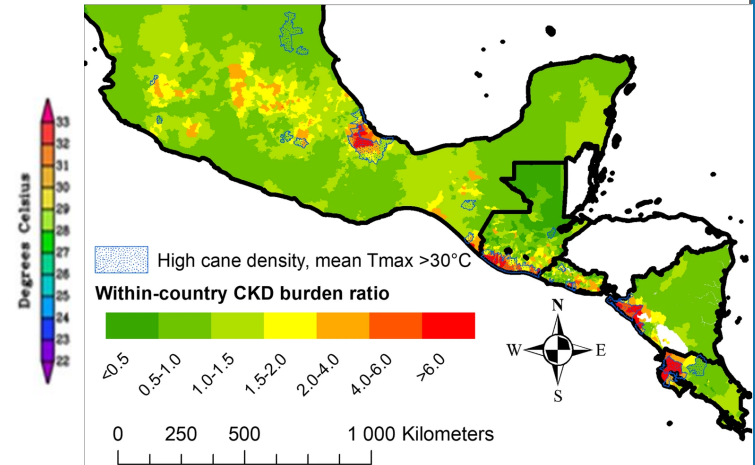 33
32
31
30
29
28
27
26
25
24
23
22
Degrees Celsius
High cane density, mean Tmax >30°C
Within-country CKD burden ratio
<0.5
0.5-1.0
1.0-1.5
1.5-2.0
2.0-4.0
4.0-6.0
>6.0
N
W E
S
0 250 500 1 000 Kilometers